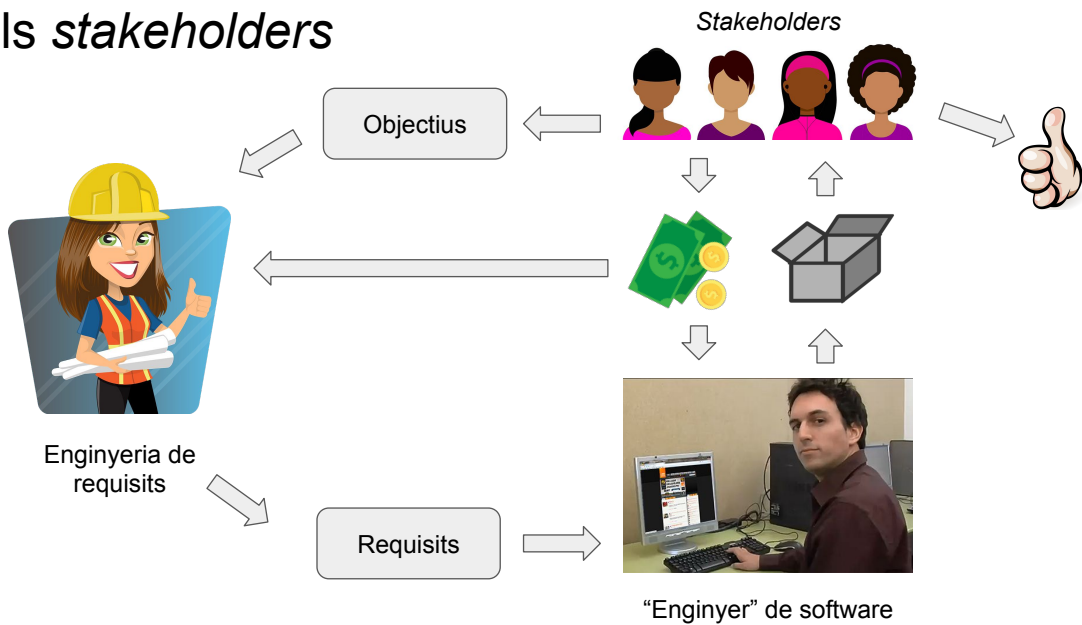 ls stakeholders
Stakeholders
Objectius
Enginyeria de
requisits
Requisits
“Enginyer” de software